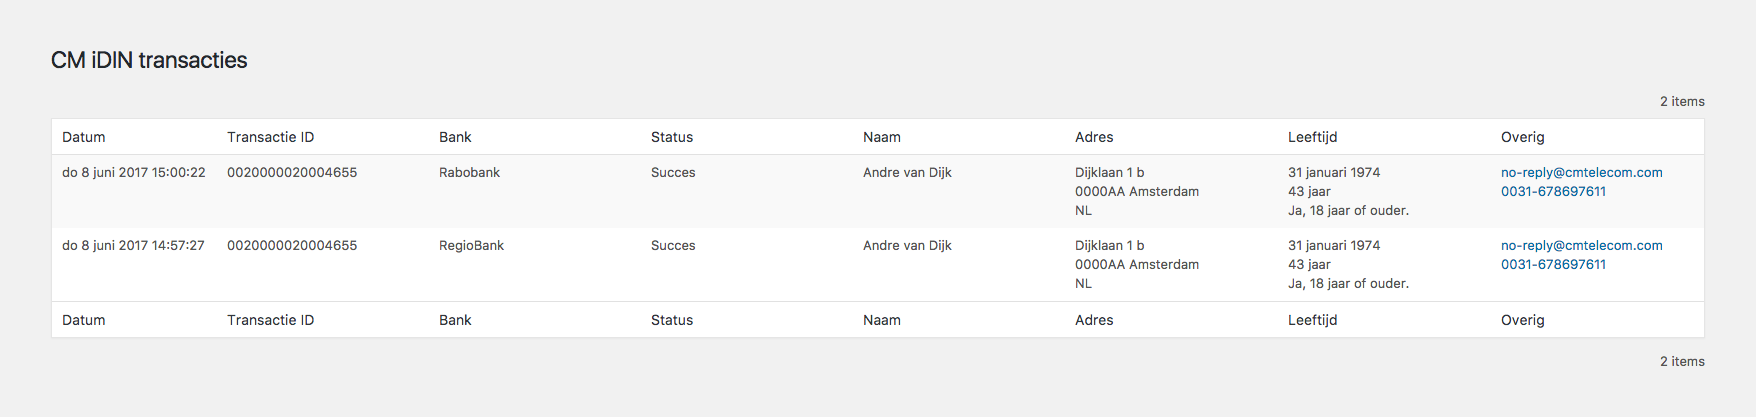 CM iDIN transacties
2 items
Datum Transactie ID Bank Status Naam Adres Leeftijd Overig
do 8 juni 2017 15:00:22 0020000020004655 Rabobank Succes Andre van Dijk Dijklaan 1 b 31 januari 1974 no-reply@cmtelecom.com
0000AA Amsterdam 43 jaar 0031-678697611
NL Ja, 18 jaar of ouder.
do 8 juni 2017 14:57:27 0020000020004655 RegioBank Succes Andre van Dijk Dijklaan 1 b 31 januari 1974 no-reply@cmtelecom.com
0000AA Amsterdam 43 jaar 0031-678697611
NL Ja, 18 jaar of ouder.
Datum Transactie ID Bank Status Naam Adres Leeftijd Overig
2 items